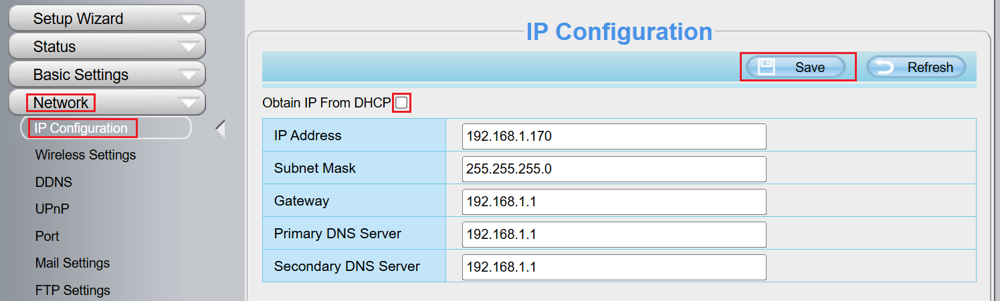 Setup Wizard
Status
Basic Settings
Network
IP Configuration
Wireless Settings
DDNS
UPnP
Port
Mail Settings
FTP Settings
IP Configuration
Save Refresh
Obtain IP From DHCP
IP Address 192.168.1.170
Subnet Mask 255.255.255.0
Gateway 192.168.1.1
Primary DNS Server 192.168.1.1
Secondary DNS Server 192.168.1.1